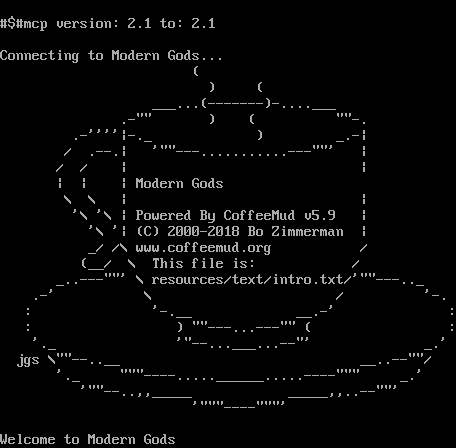 #$#mcp version: 2.1 to: 2.1
Connecting to Modern Gods...
Modern Gods
Powered By CoffeeMud v5.9
(C) 2000-2018 Bo Zimmerman
www.coffeemud.org
This file is:
resources/text/intro.txt
jgs
Welcome to Modern Gods